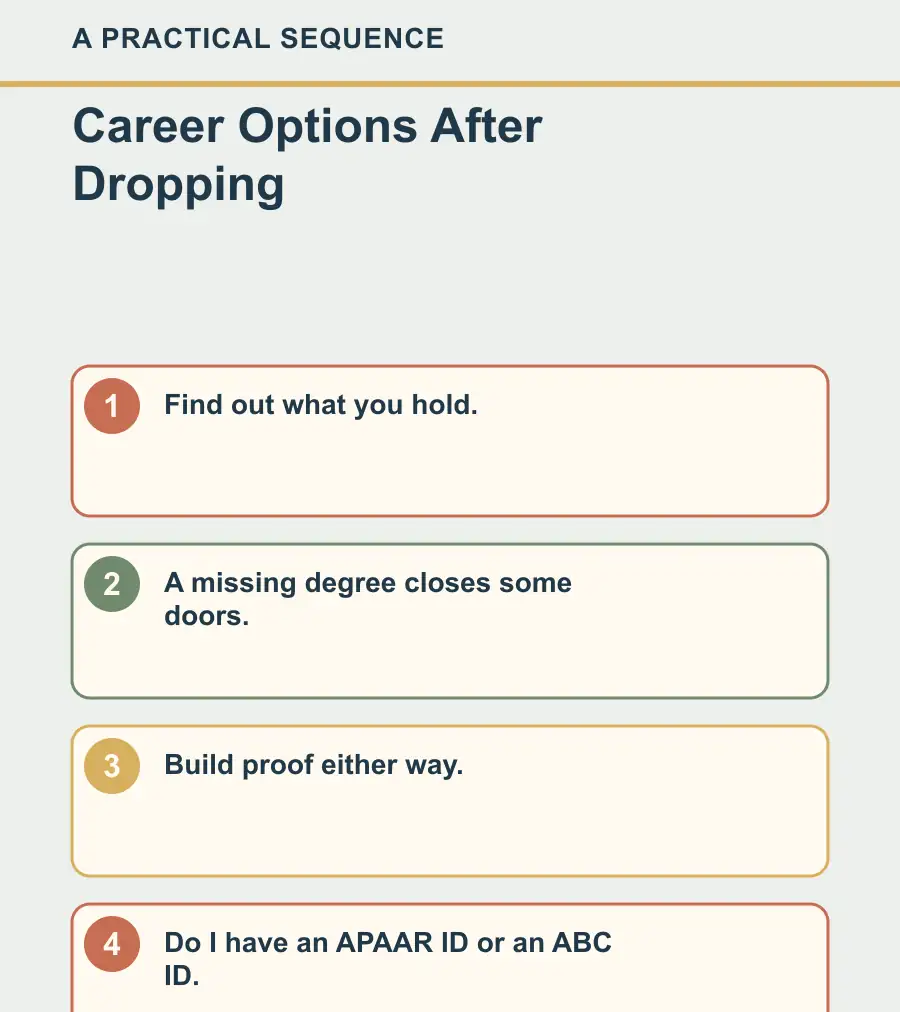 A PRACTICAL SEQUENCE
Career Options After
Dropping
1
Find out what you hold.
2
A missing degree closes some
doors.
3
Build proof either way.
4
Do I have an APAAR ID or an ABC
ID.